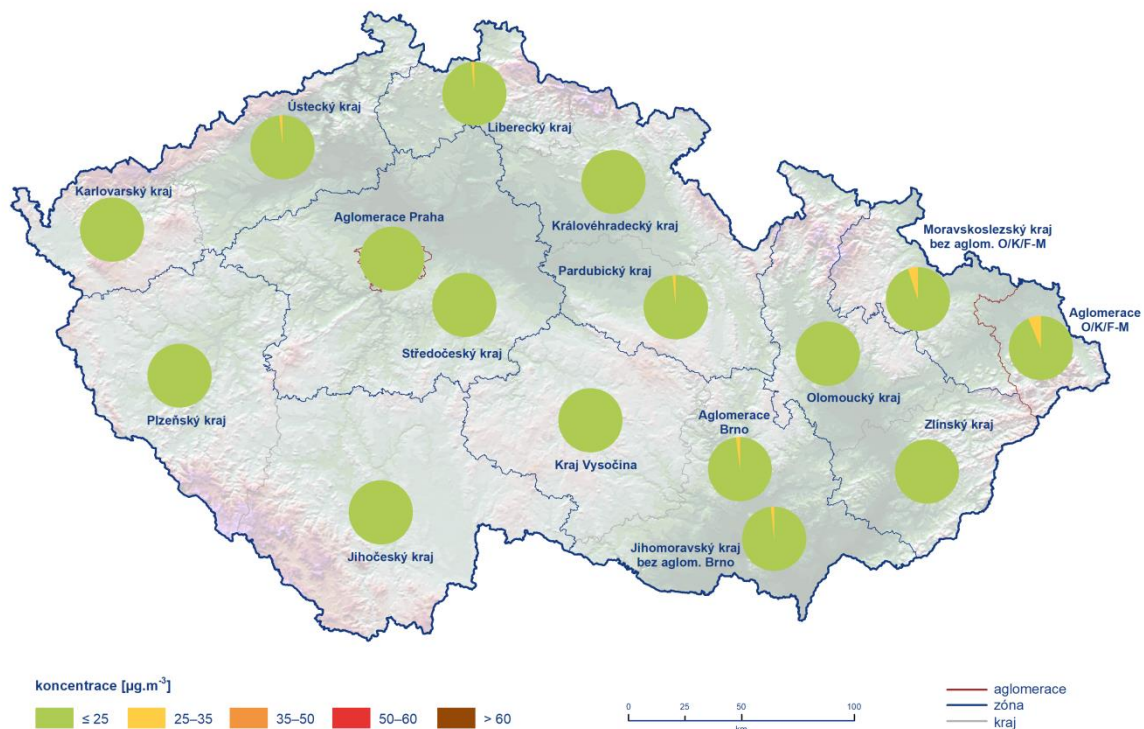 Ústecký kraj
Liberecký kraj
Karlovarský kraj
Aglomerace Praha
Královéhradecký kraj
Moravskoslezský kraj
bez aglom. O/K/F-M
Pardubický kraj
Aglomerace
O/K/F-M
Středočeský kraj
Olomoucký kraj
Plzeňský kraj
Aglomerace
Brno
Zlínský kraj
Kraj Vysočina
Jihočeský kraj
Jihomoravský kraj
bez aglom. Brno
koncentrace [µg.m⁻³]
≤ 25
25–35
35–50
50–60
> 60
0
25
50
100
km
aglomerace
zóna
kraj